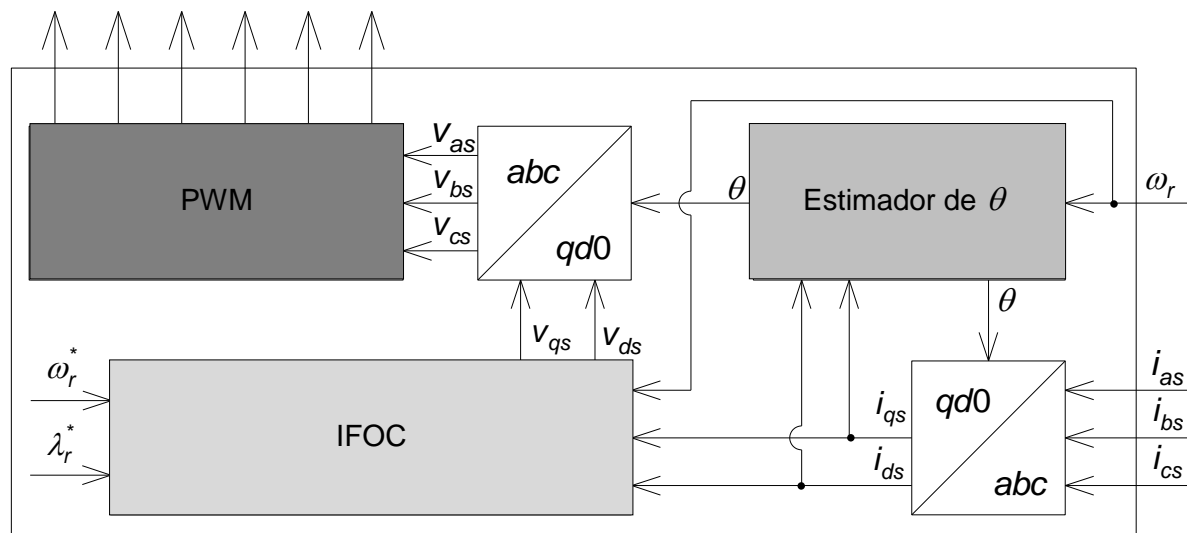 PWM
v_as
v_bs
v_cs
abc
qd0
θ
Estimador de θ
ω_r
v_qs
v_ds
θ
ω_r^*
λ_r^*
IFOC
i_qs
i_ds
qd0
abc
i_as
i_bs
i_cs